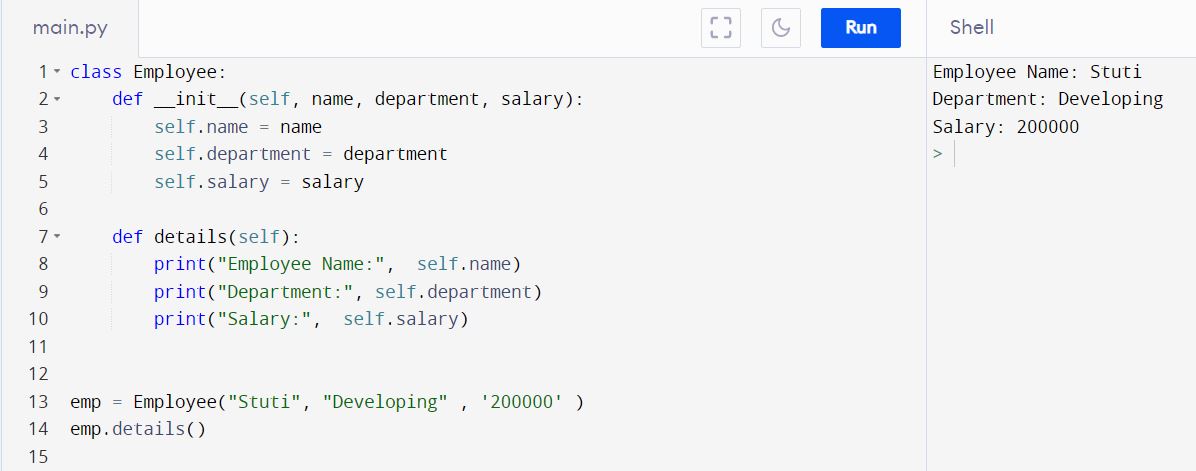 main.py
Run
Shell
1 class Employee:
2     def __init__(self, name, department, salary):
3         self.name = name
4         self.department = department
5         self.salary = salary
6
7     def details(self):
8         print("Employee Name:",  self.name)
9         print("Department:", self.department)
10         print("Salary:",  self.salary)
11
12
13 emp = Employee("Stuti", "Developing" , '200000' )
14 emp.details()
15
Employee Name: Stuti
Department: Developing
Salary: 200000
>